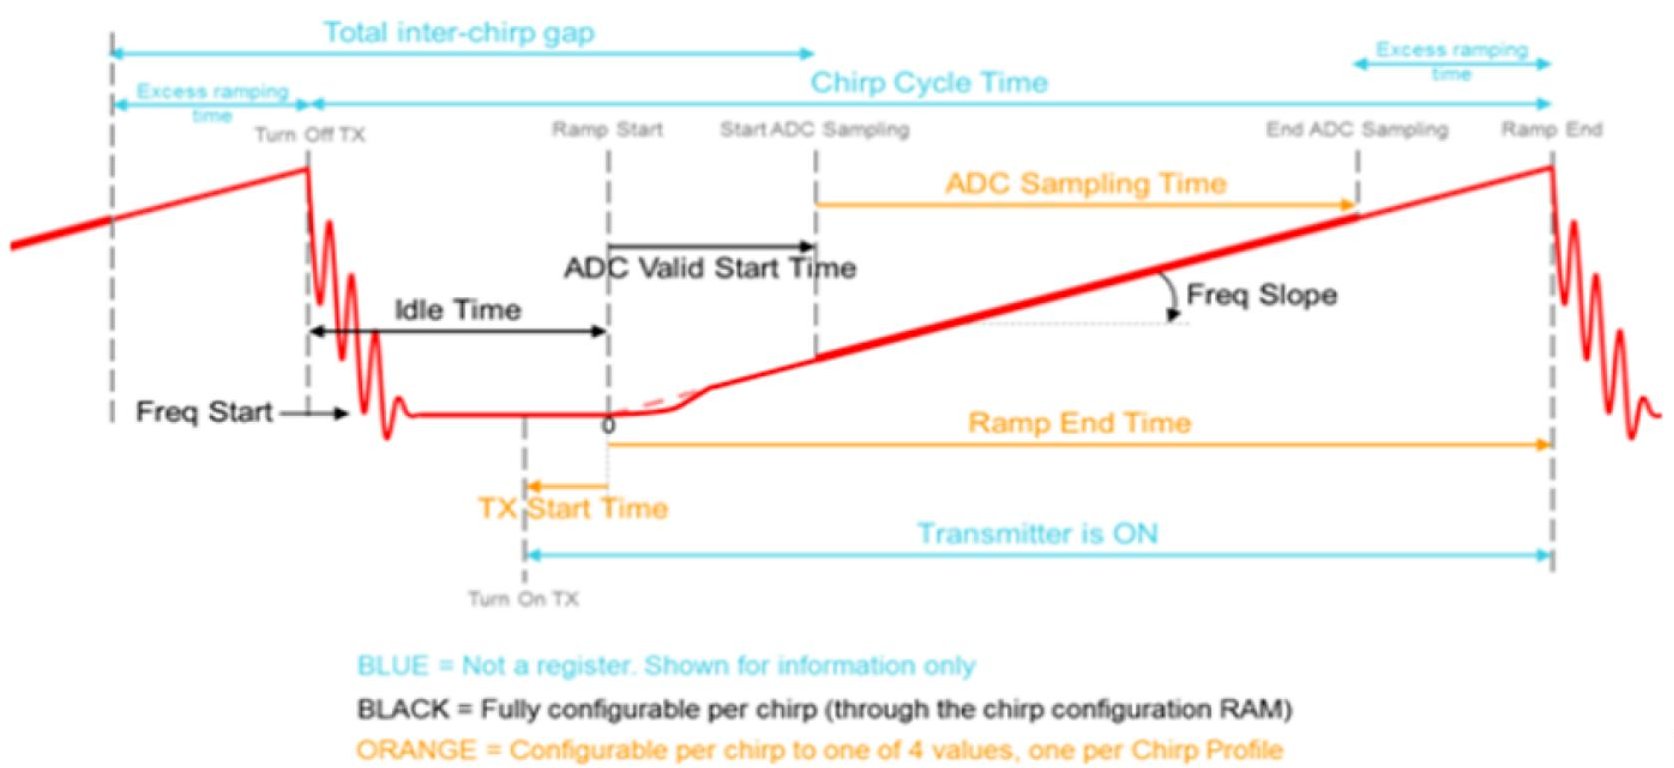 Total inter-chirp gap
Excess ramping
time
Chirp Cycle Time
Excess ramping
time
Turn Off TX
Ramp Start
Start ADC Sampling
End ADC Sampling
Ramp End
ADC Sampling Time
ADC Valid Start Time
Freq Slope
Idle Time
Freq Start
0
Ramp End Time
TX Start Time
Transmitter is ON
Turn On TX
BLUE = Not a register. Shown for information only
BLACK = Fully configurable per chirp (through the chirp configuration RAM)
ORANGE = Configurable per chirp to one of 4 values, one per Chirp Profile